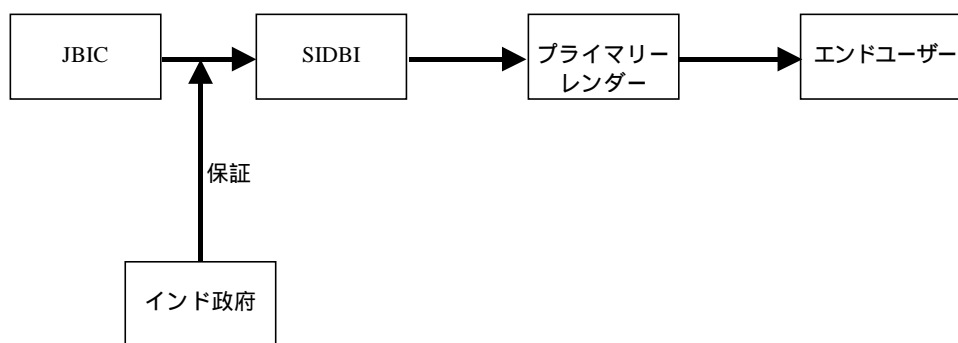 JBIC
SIDBI
プライマリー
レンダー
エンドユーザー
保証
インド政府